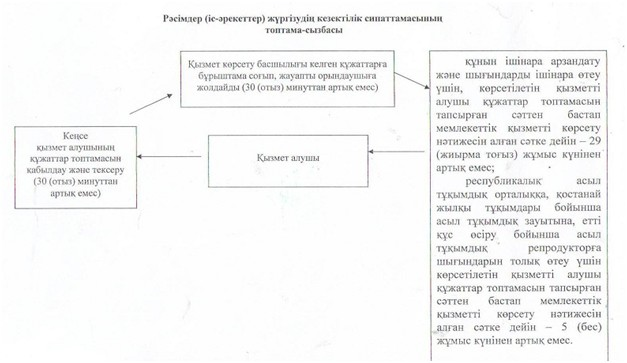 Рәсімдер (іс-әрекеттер) жүргізудің кезектілік сипаттамасының
топтама-сызбасы
Қызмет көрсету басшылығы келген құжаттарға
бұрыштама соғып, жауапты орындаушыға
жолдайды (30 (отыз) минуттан артық емес)
Кеңсе
қызмет алушының
құжаттар топтамасын
қабылдау және тексеру
(30 (отыз) минуттан
артық емес)
Қызмет алушы
құнын ішінара арзандату
және шығындарды ішінара өтеу
үшін, көрсетілетін қызметті
алушы құжаттар топтамасын
тапсырған сәттен бастап
мемлекеттік қызметті көрсету
нәтижесін алған сәтке дейін – 29
(жиырма тоғыз) жұмыс күнінен
артық емес;
республикалық асыл
тұқымдық орталыққа, қостанай
жылқы тұқымдары бойынша
асыл тұқымдық зауытына, етті
құс өсіру бойынша асыл
тұқымдық репродукторға
шығындарын толық өтеу үшін
көрсетілетін қызметті алушы
құжаттар топтамасын тапсырған
сәттен бастап мемлекеттік
қызметті көрсету нәтижесін
алған сәтке дейін – 5 (бес)
жұмыс күнінен артық емес.